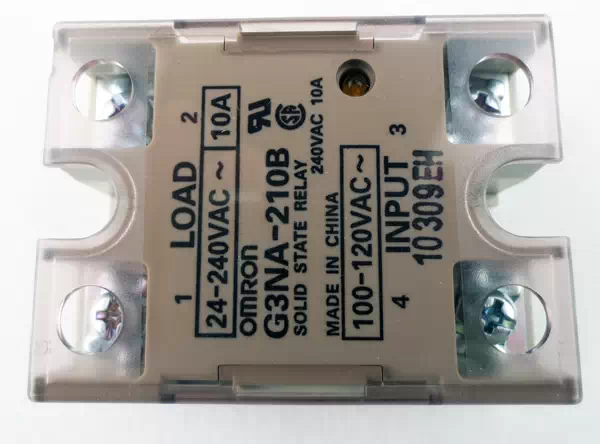 1 LOAD 2
24-240VAC ~ 10A
OMRON
G3NA-210B
SOLID STATE RELAY
240VAC 10A
MADE IN CHINA
100-120VAC~
4 INPUT 3
10309EH